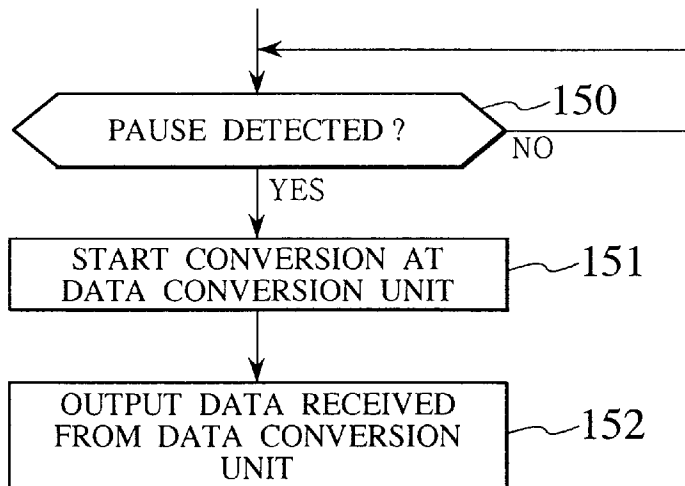 PAUSE DETECTED ?
150
NO
YES
START CONVERSION AT
DATA CONVERSION UNIT
151
OUTPUT DATA RECEIVED
FROM DATA CONVERSION
UNIT
152